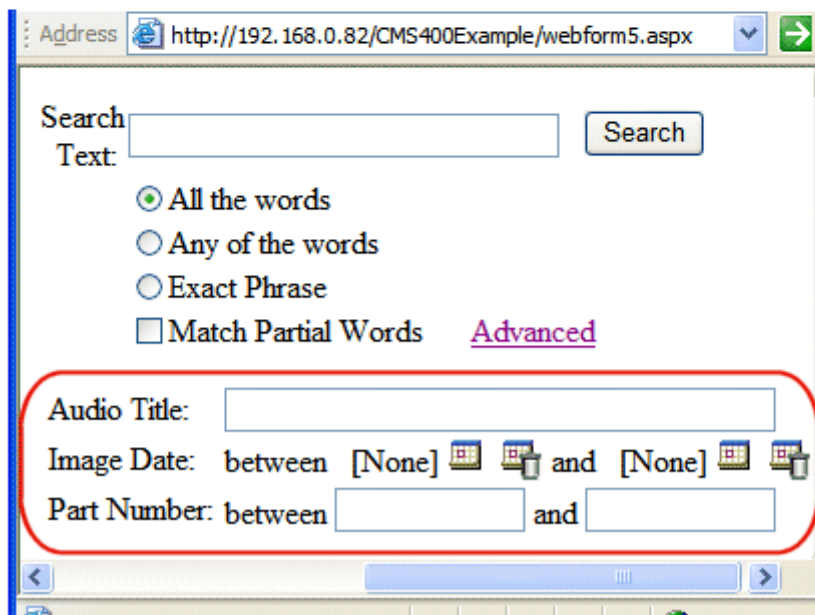 Address http://192.168.0.82/CMS400Example/webform5.aspx
Search Text: Search
All the words
Any of the words
Exact Phrase
Match Partial Words Advanced
Audio Title:
Image Date: between [None] and [None]
Part Number: between and